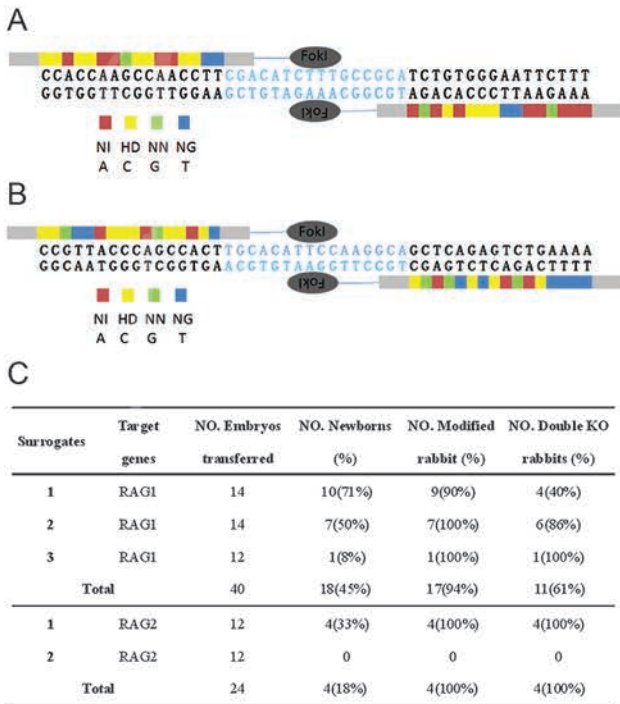 A
FokI
CCACCAAGCCAACCTTCGACATCTTTGCCGCATCTGTGGGAATTCTTT
GGTGGTTCGGTTGGAAGCTGTAGAAACGGCGTAGACACCCTTAAGAAA
FokI
NI HD NN NG
A C G T
B
FokI
CCGTTACCCAGCCACTTGCACATTCCAAGGCAGCTCAGAGTCTGAAAA
GGCAATGGGTCGGTGAACGTGTAAGGTTCCGTCGAGTCTCAGACTTTT
FokI
NI HD NN NG
A C G T
C
Surrogates Target genes NO. Embryos transferred NO. Newborns (%) NO. Modified rabbit (%) NO. Double KO rabbits (%)
1 RAG1 14 10(71%) 9(90%) 4(40%)
2 RAG1 14 7(50%) 7(100%) 6(86%)
3 RAG1 12 1(8%) 1(100%) 1(100%)
Total 40 18(45%) 17(94%) 11(61%)
1 RAG2 12 4(33%) 4(100%) 4(100%)
2 RAG2 12 0 0 0
Total 24 4(18%) 4(100%) 4(100%)